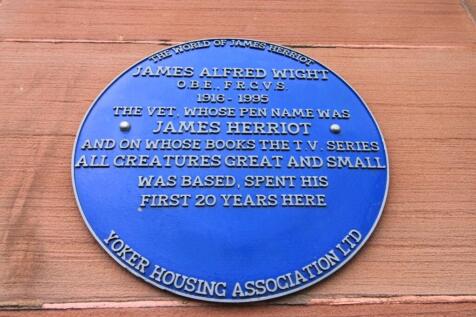 THE WORLD OF JAMES HERRIOT
JAMES ALFRED WIGHT
O.B.E., F.R.C.V.S.
1916 - 1995
THE VET, WHOSE PEN NAME WAS
JAMES HERRIOT
AND ON WHOSE BOOKS THE T.V. SERIES
ALL CREATURES GREAT AND SMALL
WAS BASED, SPENT HIS
FIRST 20 YEARS HERE
YOKER HOUSING ASSOCIATION LTD